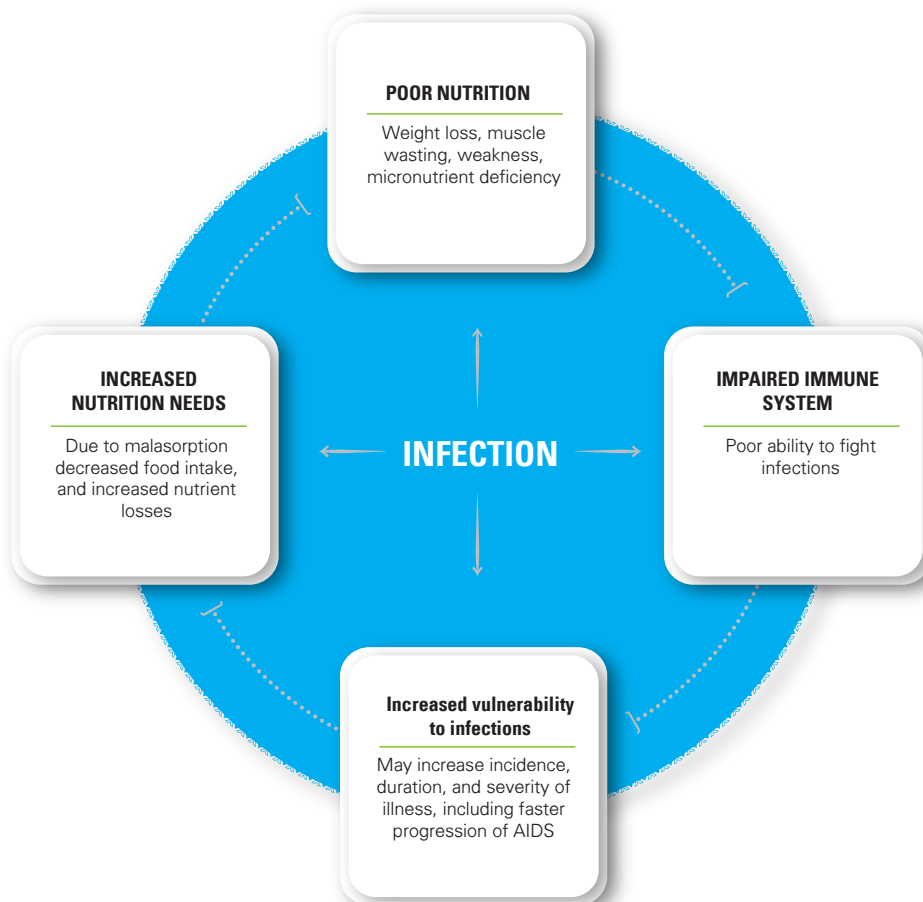 POOR NUTRITION
Weight loss, muscle
wasting, weakness,
micronutrient deficiency
INCREASED
NUTRITION NEEDS
Due to malasorption
decreased food intake,
and increased nutrient
losses
INFECTION
IMPAIRED IMMUNE
SYSTEM
Poor ability to fight
infections
Increased vulnerability
to infections
May increase incidence,
duration, and severity of
illness, including faster
progression of AIDS